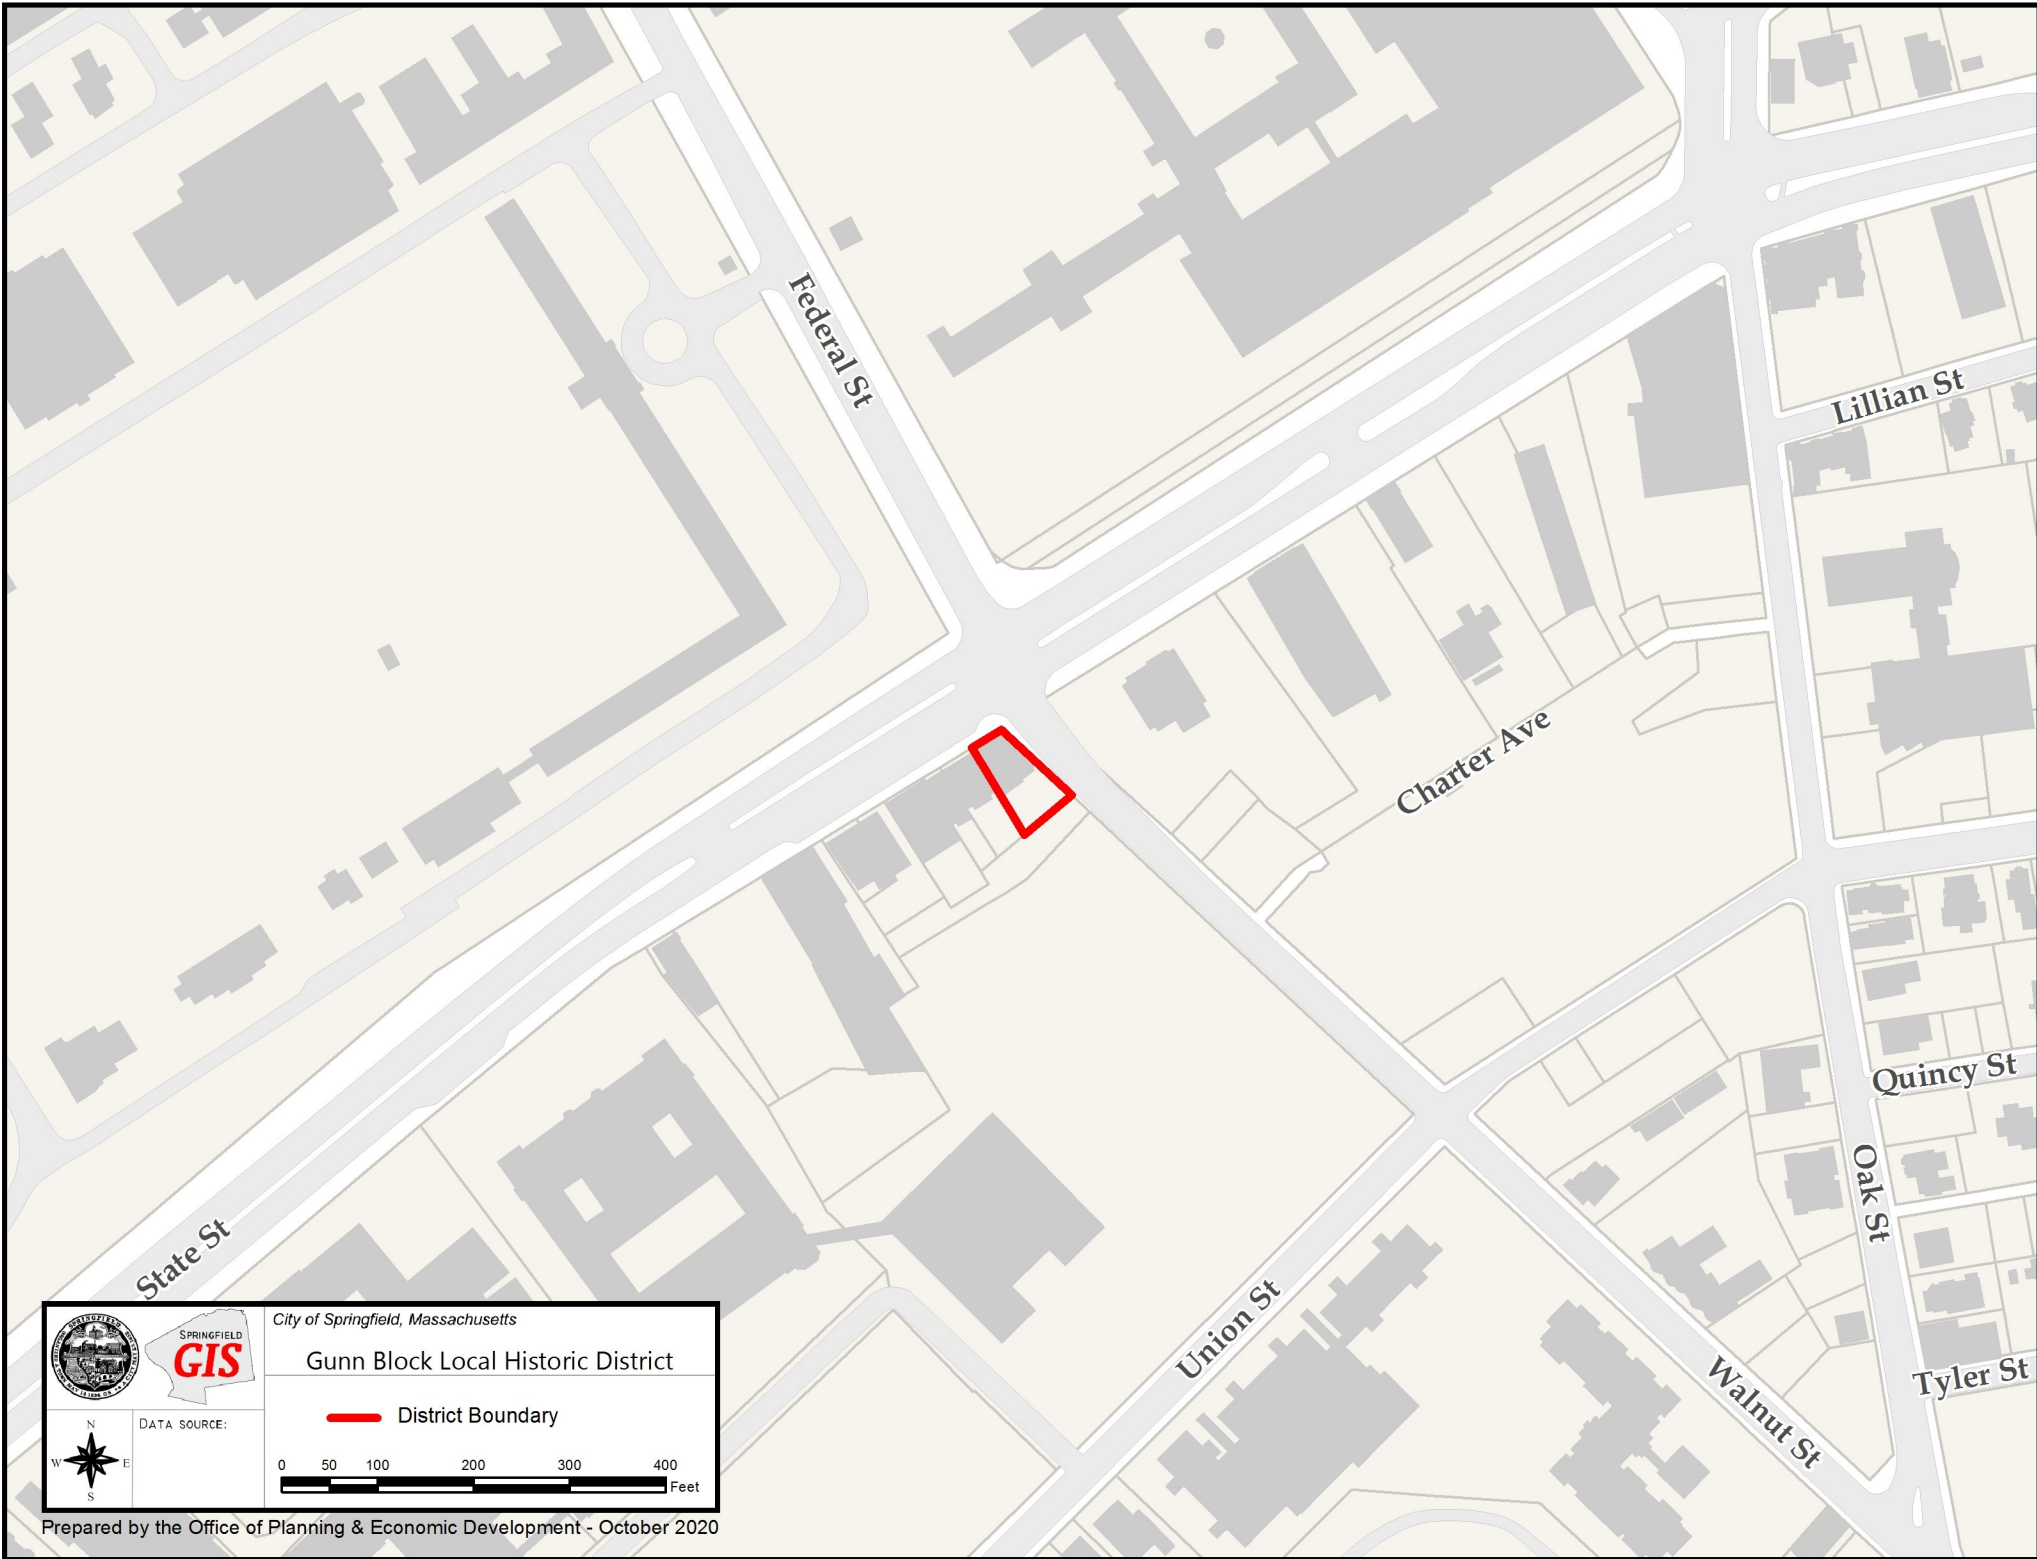 Federal St
Lillian St
Charter Ave
Quincy St
Oak St
State St
Union St
Walnut St
Tyler St
SPRINGFIELD
GIS
City of Springfield, Massachusetts
Gunn Block Local Historic District
District Boundary
DATA SOURCE:
N
W E
S
0 50 100 200 300 400
Feet
Prepared by the Office of Planning & Economic Development - October 2020